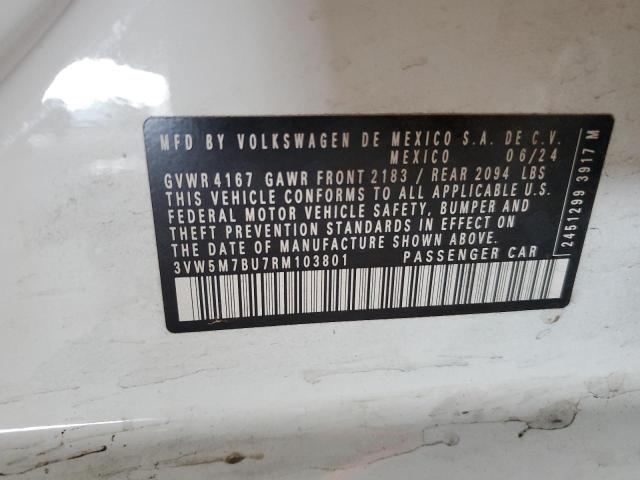 MFD BY VOLKSWAGEN DE MEXICO S.A. DE C.V.
MEXICO 06/24
GVWR 4167 GAWR FRONT 2183 / REAR 2094 LBS
THIS VEHICLE CONFORMS TO ALL APPLICABLE U.S.
FEDERAL MOTOR VEHICLE SAFETY, BUMPER AND
THEFT PREVENTION STANDARDS IN EFFECT ON
THE DATE OF MANUFACTURE SHOWN ABOVE.
3VW5M7BU7RM103801 PASSENGER CAR
2451299 3917 M